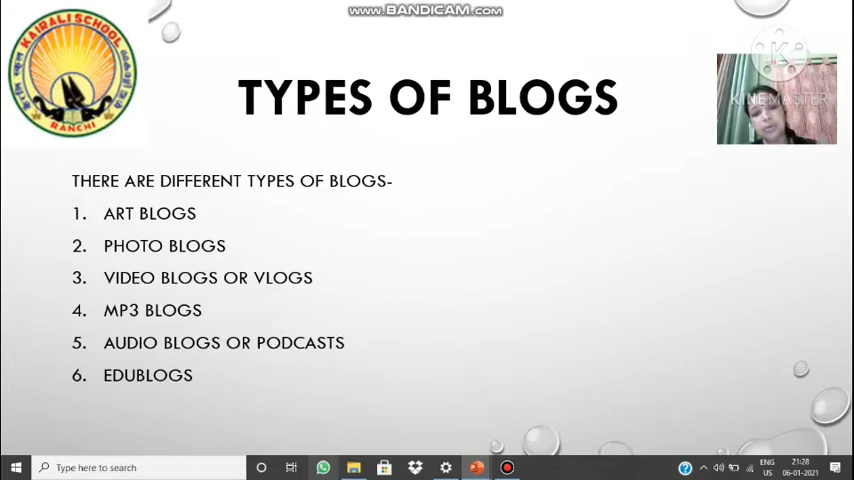 www.BANDICAM.com
KAIRALI SCHOOL
RANCHI
KINEMASTER
TYPES OF BLOGS
THERE ARE DIFFERENT TYPES OF BLOGS-
1. ART BLOGS
2. PHOTO BLOGS
3. VIDEO BLOGS OR VLOGS
4. MP3 BLOGS
5. AUDIO BLOGS OR PODCASTS
6. EDUBLOGS
Type here to search
ENG
US
21:28
06-01-2021